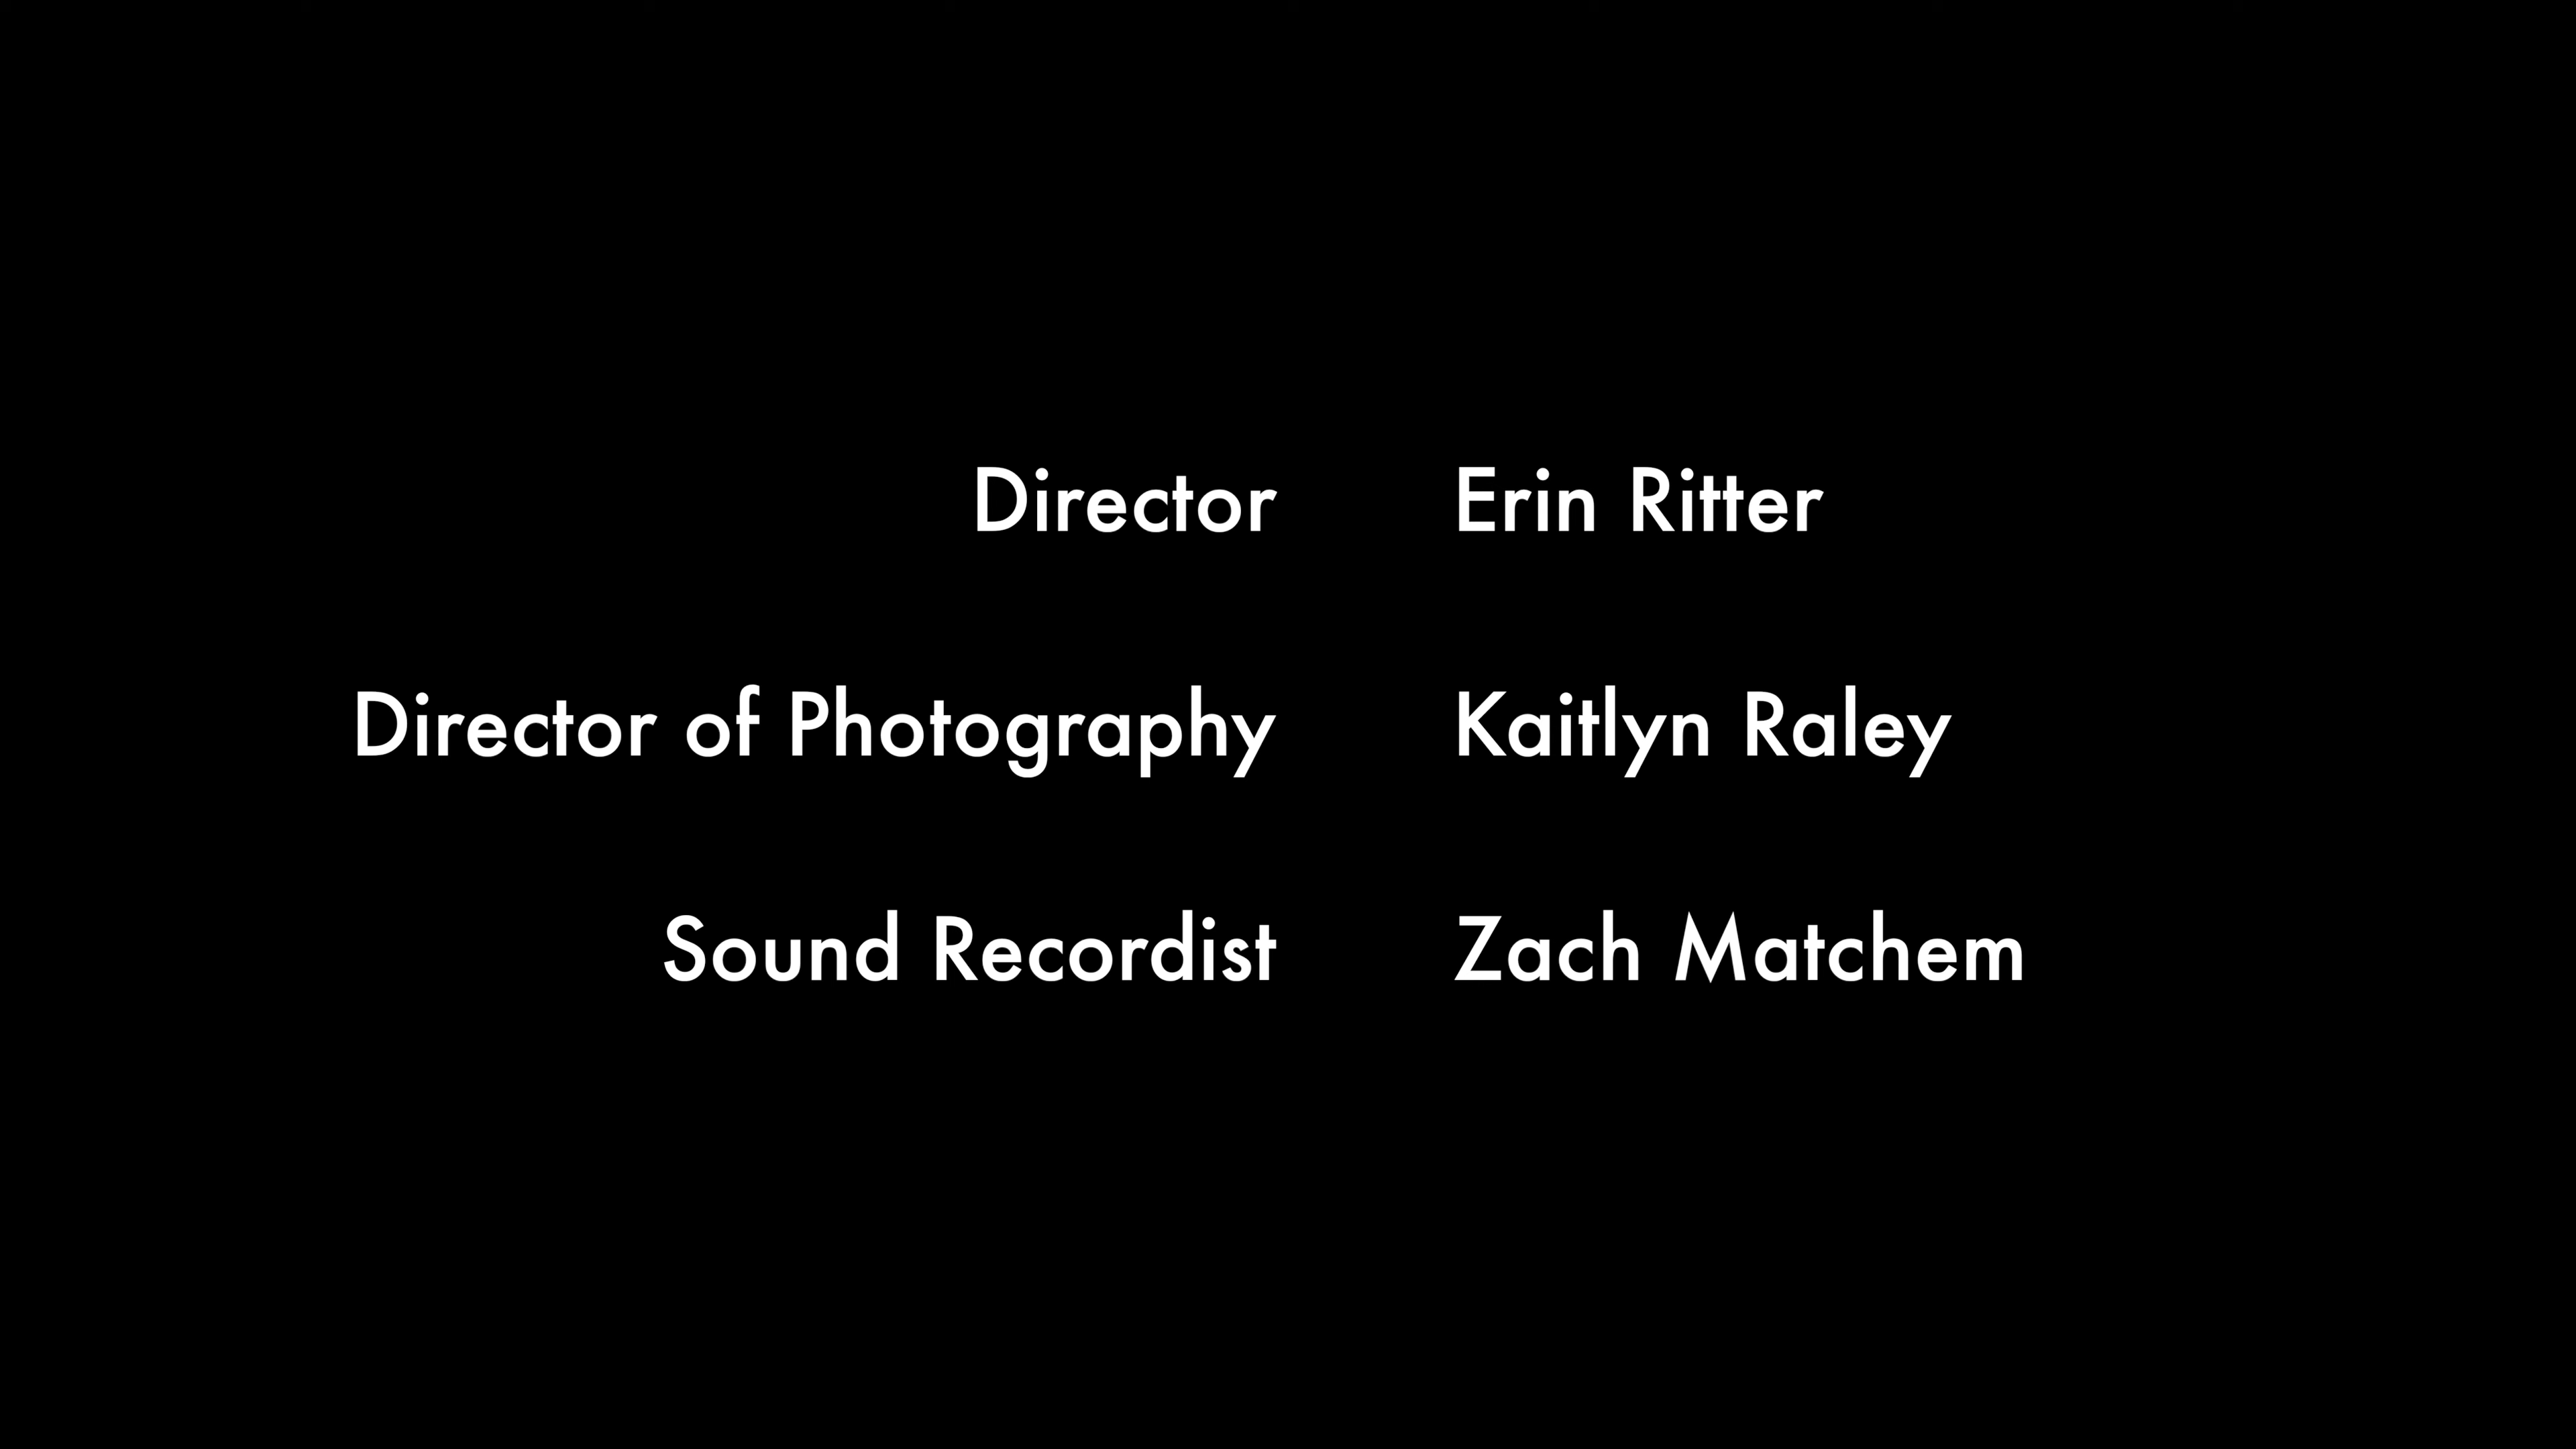 Director Erin Ritter
Director of Photography Kaitlyn Raley
Sound Recordist Zach Matchem